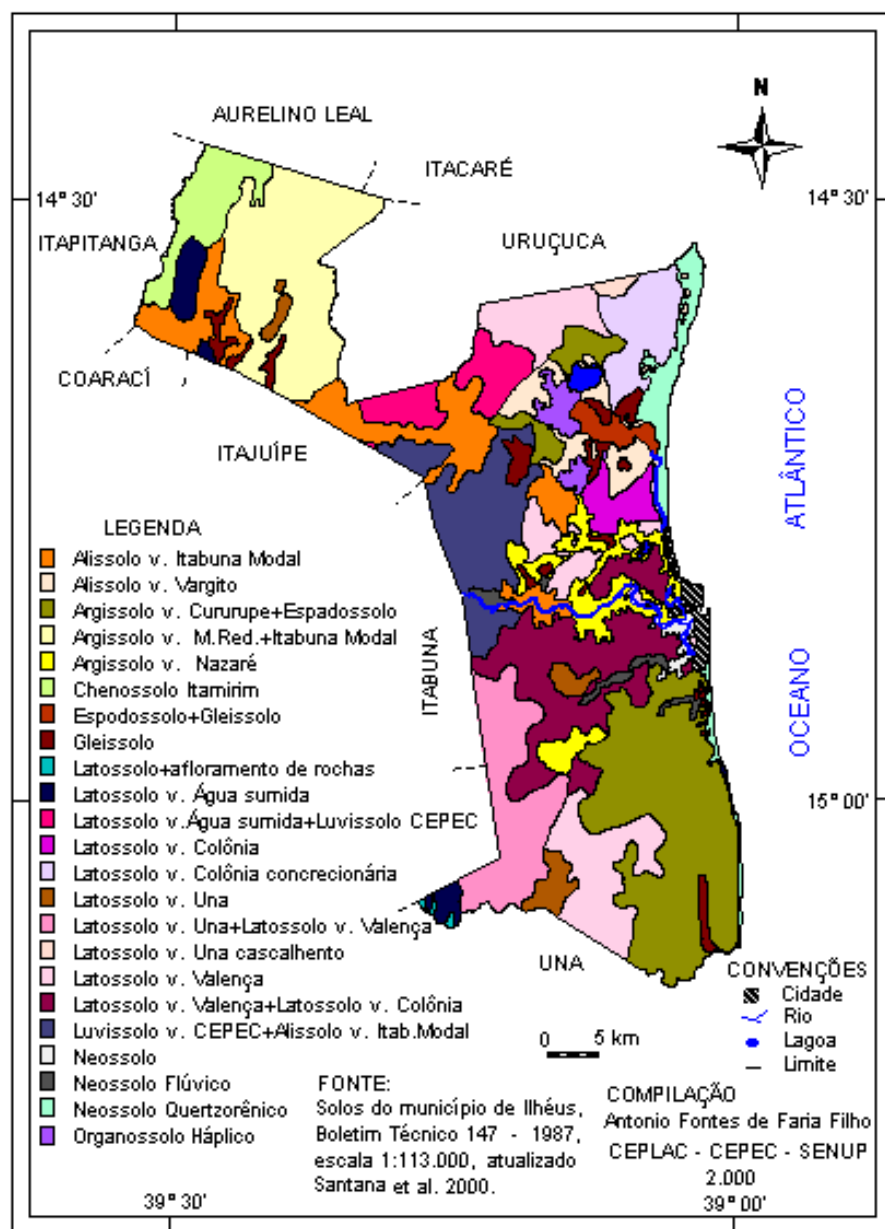 N
AURELINO LEAL
ITACARÉ
14° 30'
14° 30'
ITAPITANGA
URUÇUCA
COARACÍ
ITAJUÍPE
ATLÂNTICO
OCEANO
ITABUNA
15° 00'
UNA
LEGENDA
Alissolo v. Itabuna Modal
Alissolo v. Vargito
Argissolo v. Cururupe+Espadossolo
Argissolo v. M.Red.+Itabuna Modal
Argissolo v. Nazaré
Chenossolo Itamirim
Espodossolo+Gleissolo
Gleissolo
Latossolo+afloramento de rochas
Latossolo v. Água sumida
Latossolo v.Água sumida+Luvissolo CEPEC
Latossolo v. Colônia
Latossolo v. Colônia concrecionária
Latossolo v. Una
Latossolo v. Una+Latossolo v. Valença
Latossolo v. Una cascalhento
Latossolo v. Valença
Latossolo v. Valença+Latossolo v. Colônia
Luvissolo v. CEPEC+Alissolo v. Itab.Modal
Neossolo
Neossolo Flúvico
Neossolo Quertzorênico
Organossolo Háplico
0 5 km
CONVENÇÕES
Cidade
Rio
Lagoa
Limite
FONTE:
Solos do município de Ilhéus,
Boletim Técnico 147 - 1987,
escala 1:113.000, atualizado
Santana et al. 2000.
COMPILAÇÃO
Antonio Fontes de Faria Filho
CEPLAC - CEPEC - SENUP
2.000
39° 30'
39° 00'